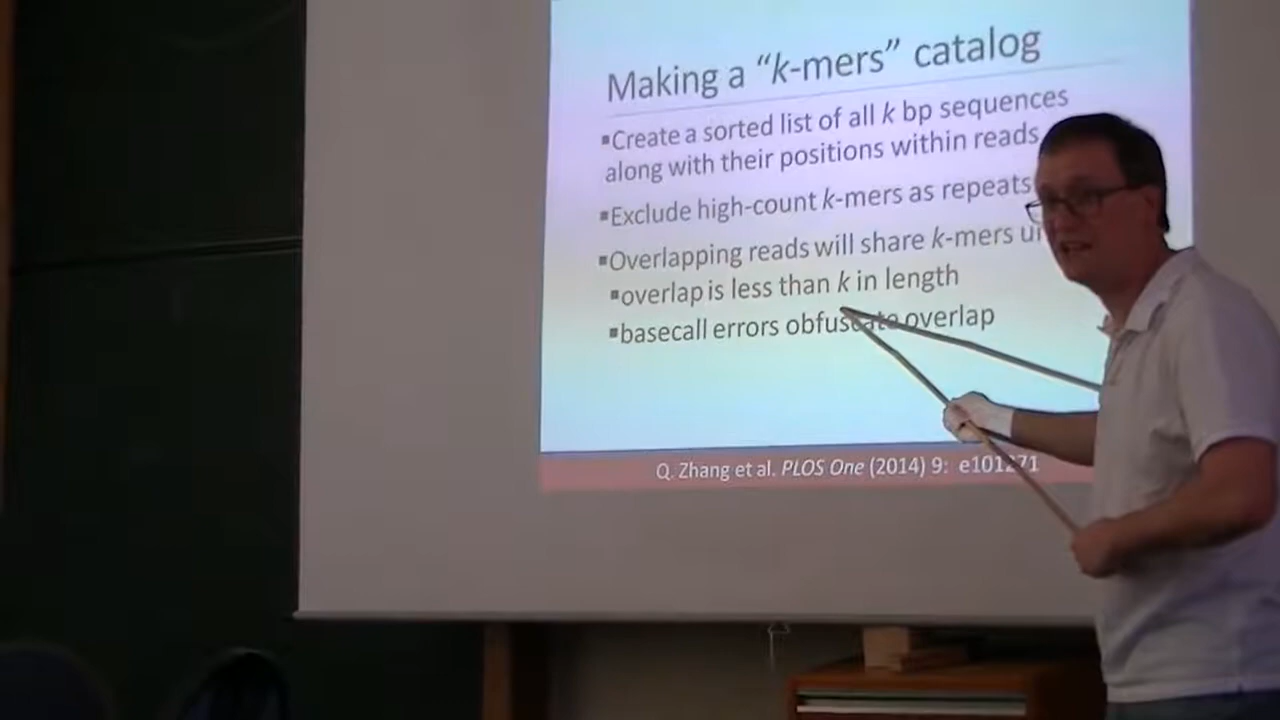 Making a “k-mers” catalog
▪Create a sorted list of all k bp sequences
along with their positions within reads
▪Exclude high-count k-mers as repeats
▪Overlapping reads will share k-mers
▪overlap is less than k in length
▪basecall errors obfuscate overlap
Q. Zhang et al. PLOS One (2014) 9: e101271